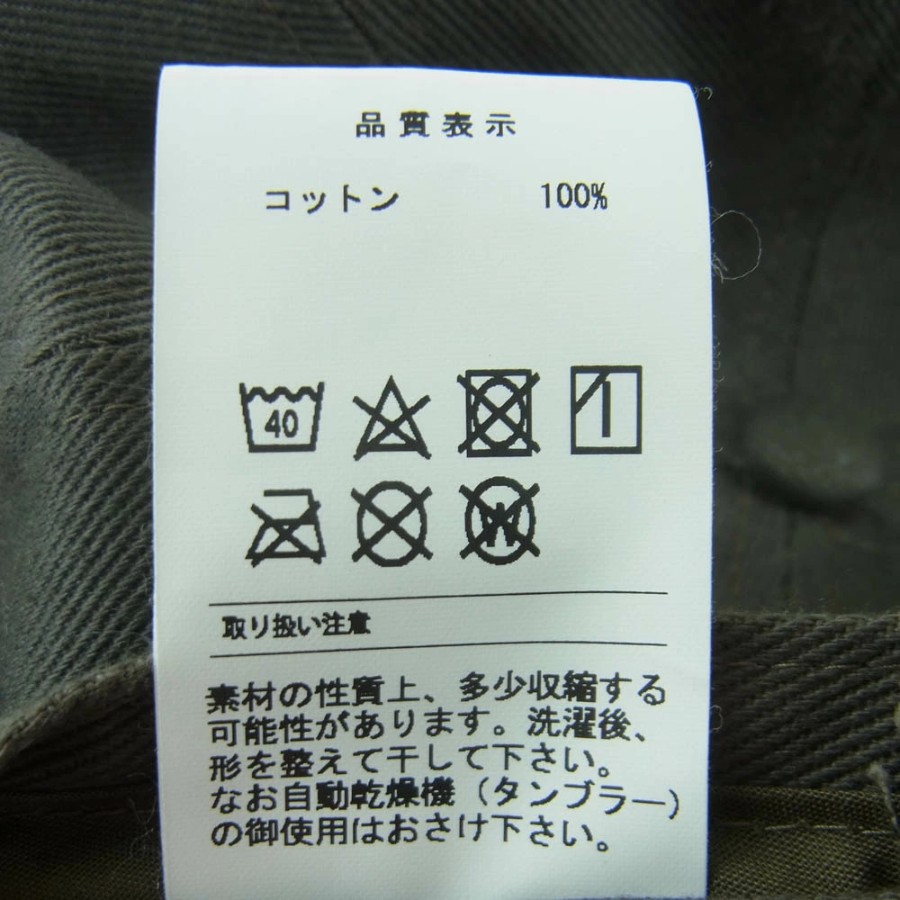 品質表示
コットン 100%
40
W
取り扱い注意
素材の性質上、多少収縮する
可能性があります。洗濯後、
形を整えて干して下さい。
なお自動乾燥機（タンブラー）
の御使用はおさけ下さい。